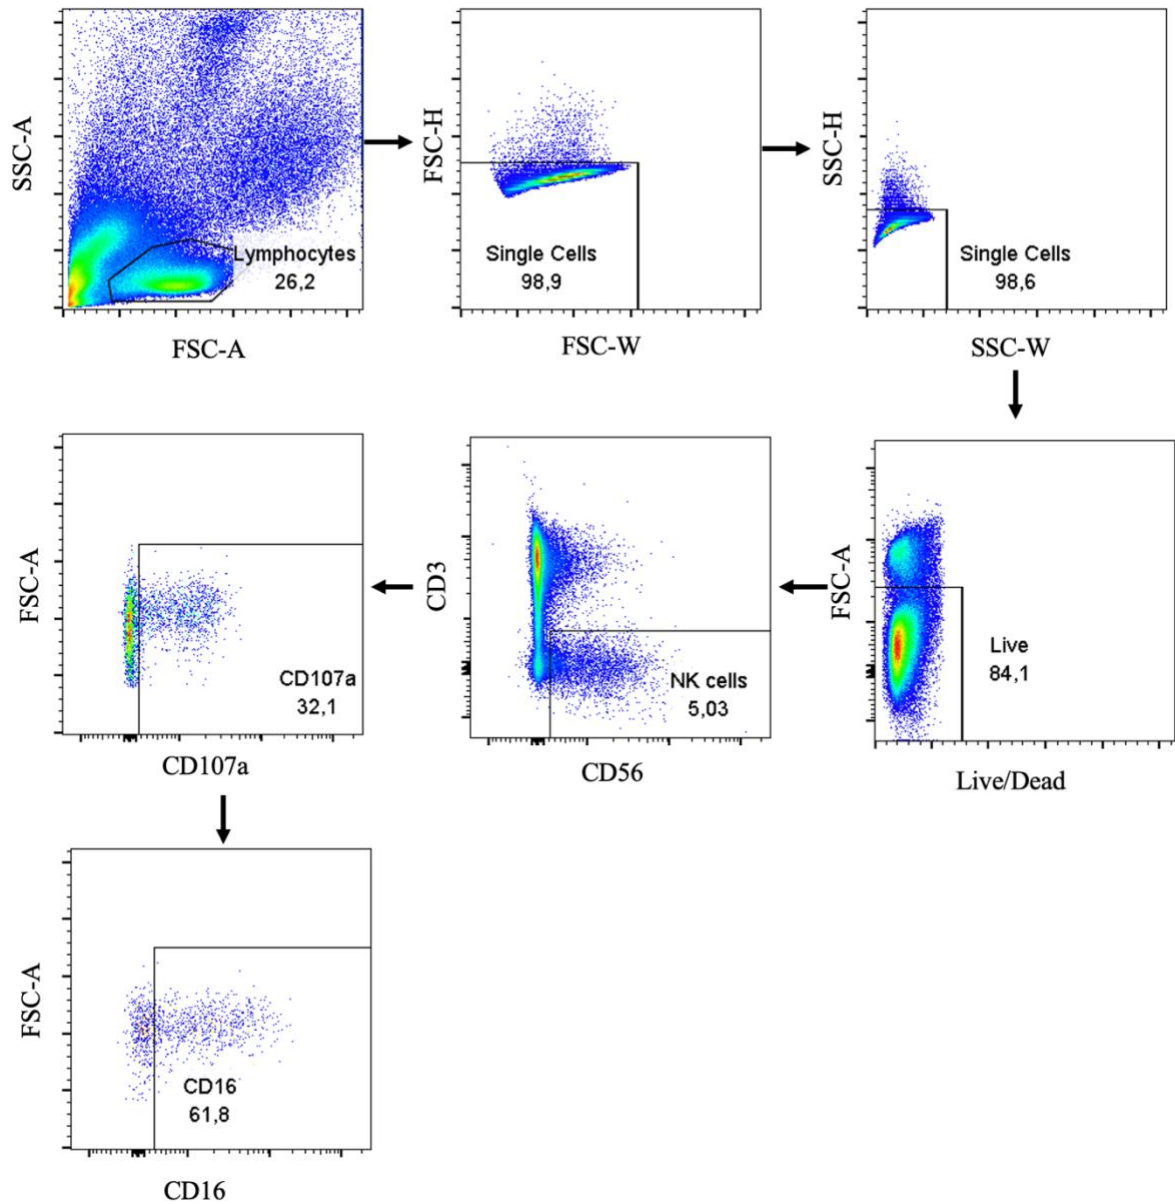 SSC-A
Lymphocytes
26,2
FSC-A
FSC-H
Single Cells
98,9
FSC-W
SSC-H
Single Cells
98,6
SSC-W
FSC-A
CD107a
32,1
CD107a
CD3
NK cells
5,03
CD56
FSC-A
Live
84,1
Live/Dead
FSC-A
CD16
61,8
CD16